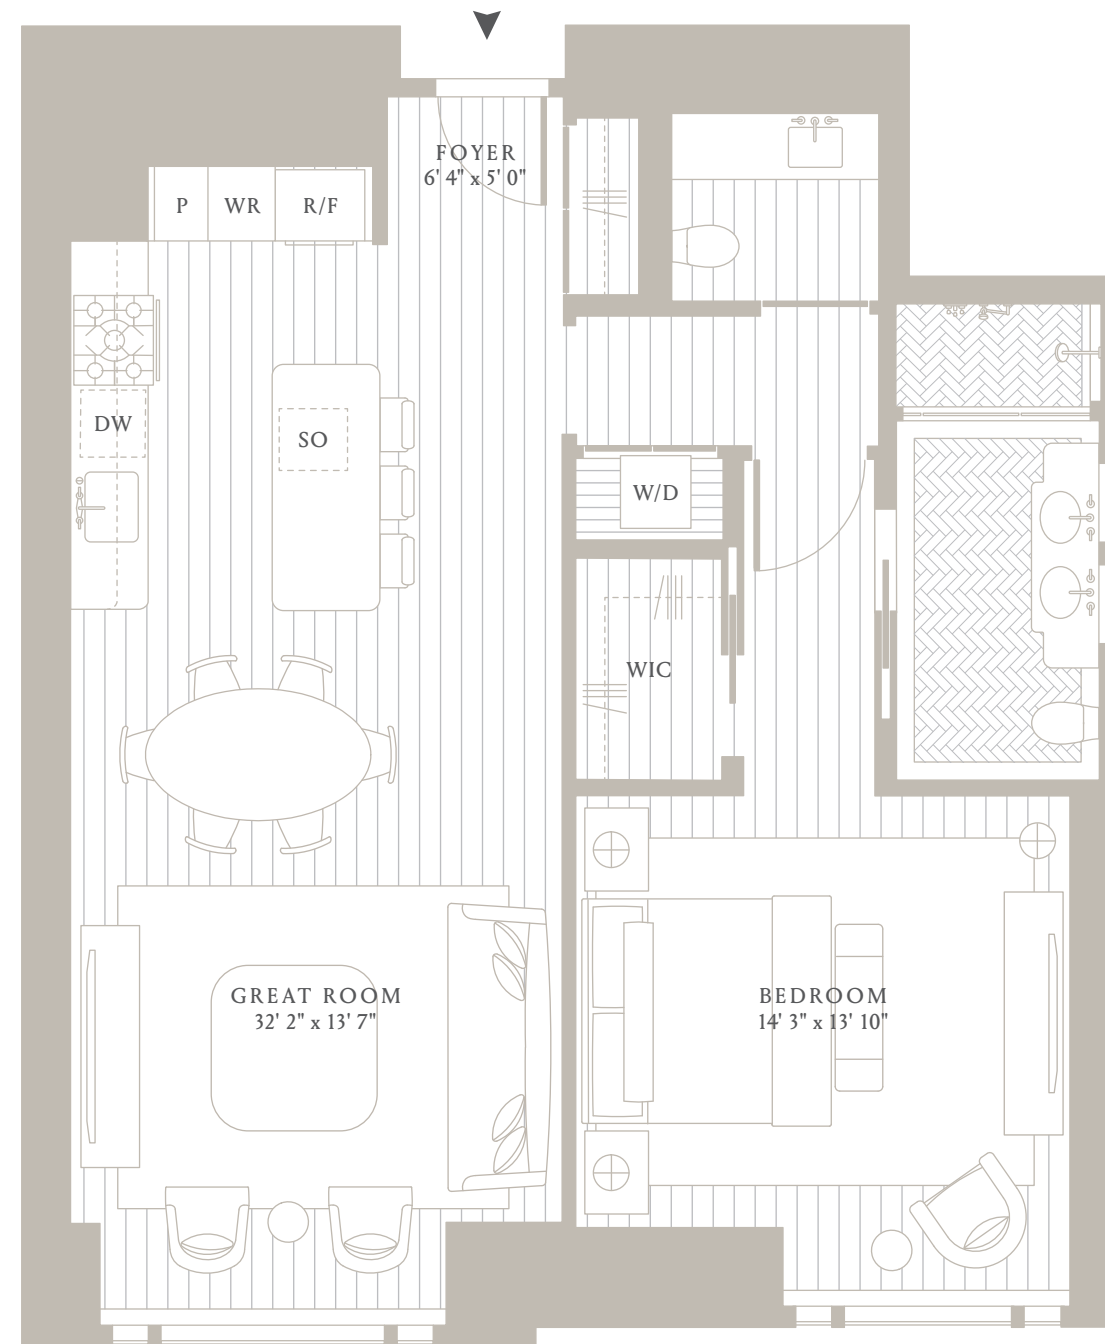 FOYER
6' 4" x 5' 0"
P
WR
R/F
DW
SO
W/D
WIC
GREAT ROOM
32' 2" x 13' 7"
BEDROOM
14' 3" x 13' 10"